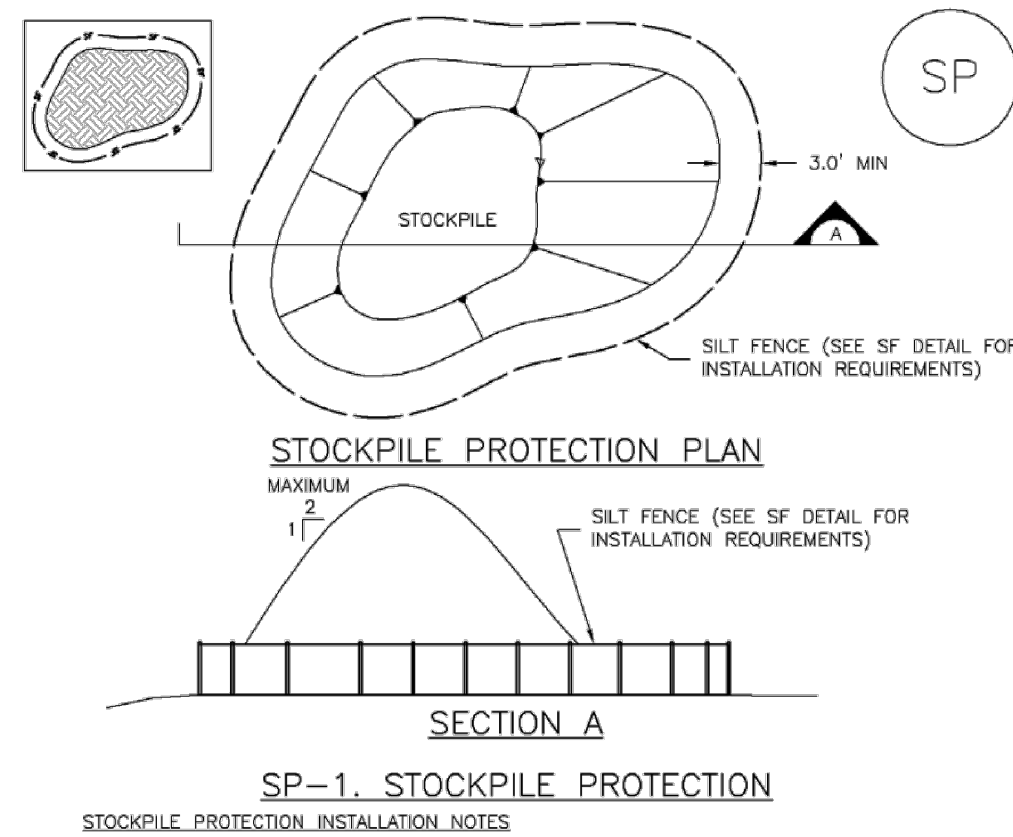 SP
3.0' MIN
STOCKPILE
A
SILT FENCE (SEE SF DETAIL FOR
INSTALLATION REQUIREMENTS)
STOCKPILE PROTECTION PLAN
MAXIMUM
2
1
SILT FENCE (SEE SF DETAIL FOR
INSTALLATION REQUIREMENTS)
SECTION A
SP-1. STOCKPILE PROTECTION
STOCKPILE PROTECTION INSTALLATION NOTES